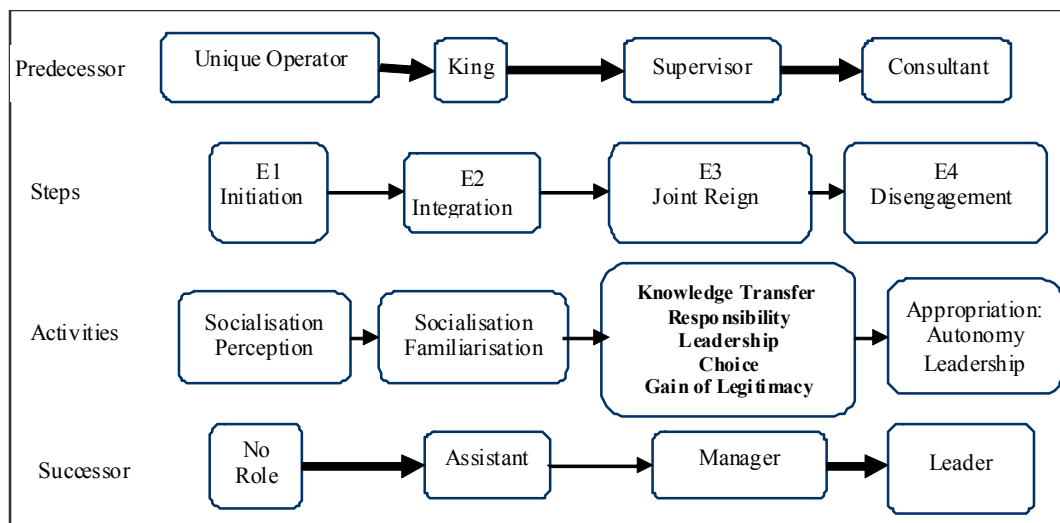 Predecessor
Unique Operator
King
Supervisor
Consultant
Steps
E1
Initiation
E2
Integration
E3
Joint Reign
E4
Disengagement
Activities
Socialisation
Perception
Socialisation
Familiarisation
Knowledge Transfer
Responsibility
Leadership
Choice
Gain of Legitimacy
Appropriation:
Autonomy
Leadership
Successor
No
Role
Assistant
Manager
Leader